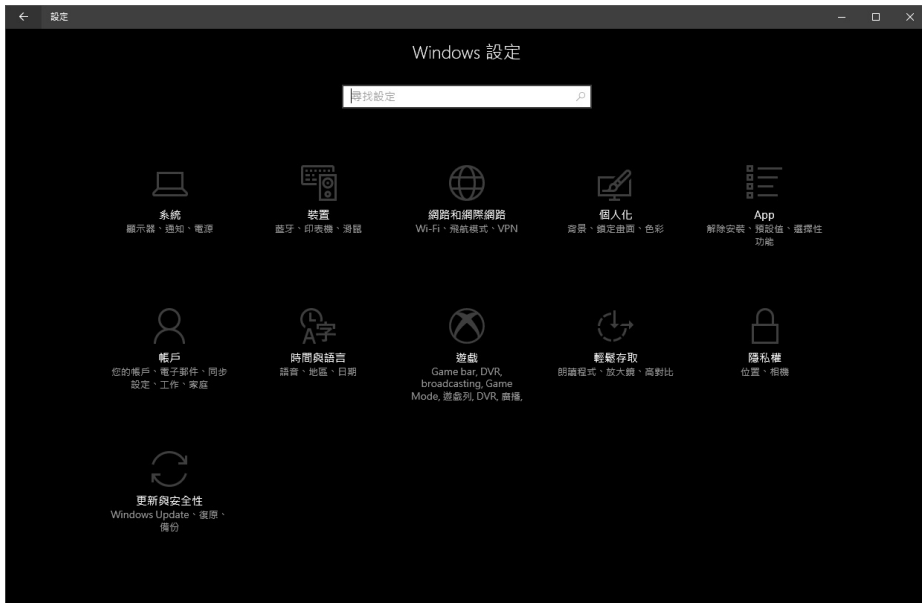 設定
Windows 設定
尋找設定
系統
顯示器、通知、電源
裝置
藍牙、印表機、滑鼠
網路和網際網路
Wi-Fi、飛航模式、VPN
個人化
背景、鎖定畫面、色彩
App
解除安裝、預設值、選擇性
功能
帳戶
您的帳戶、電子郵件、同步
設定、工作、家庭
時間與語言
語音、地區、日期
遊戲
Game bar, DVR,
broadcasting, Game
Mode, 遊戲列, DVR, 廣播,
輕鬆存取
朗讀程式、放大鏡、高對比
隱私權
位置、相機
更新與安全性
Windows Update、復原、
備份